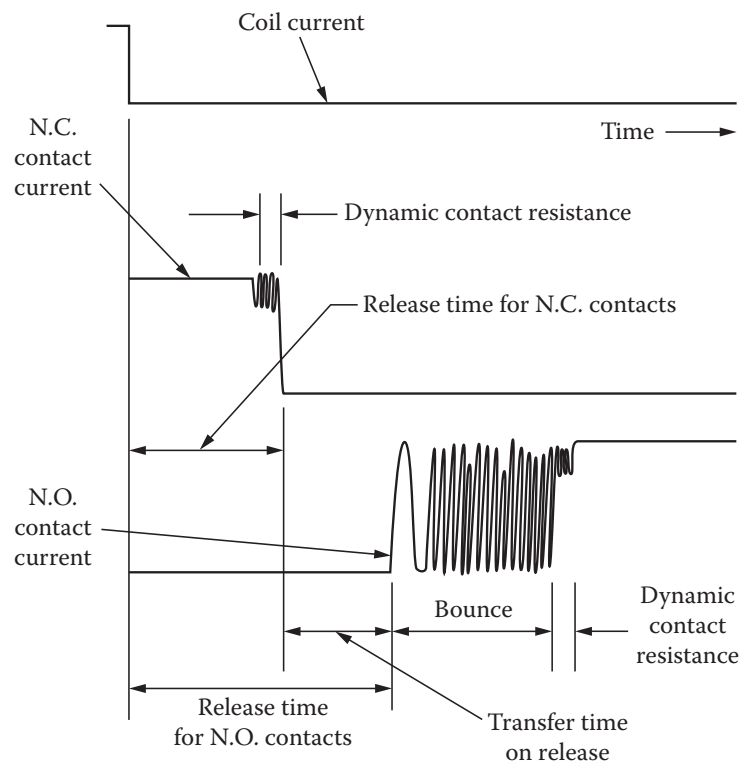 Coil current
Time
N.C.
contact
current
Dynamic contact resistance
Release time for N.C. contacts
N.O.
contact
current
Bounce
Dynamic
contact
resistance
Release time
for N.O. contacts
Transfer time
on release